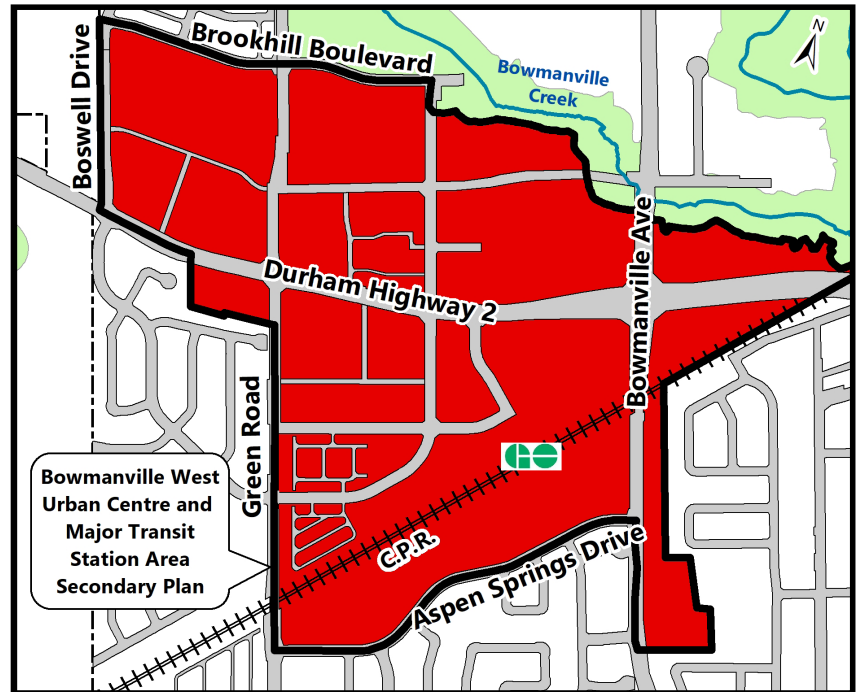 Brookhill Boulevard
N
Boswell Drive
Bowmanville
Creek
Durham Highway 2
Bowmanville Ave
Green Road
GO
Bowmanville West
Urban Centre and
Major Transit
Station Area
Secondary Plan
C.P.R.
Aspen Springs Drive